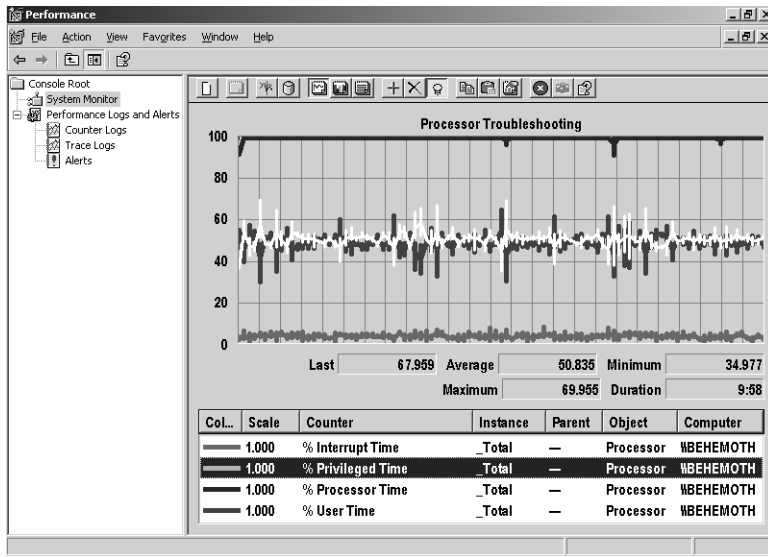 Performance
File Action View Favorites Window Help
Console Root
System Monitor
Performance Logs and Alerts
Counter Logs
Trace Logs
Alerts
Processor Troubleshooting
100
80
60
40
20
0
Last 67.959 Average 50.835 Minimum 34.977
Maximum 69.955 Duration 9:58
Col... Scale Counter Instance Parent Object Computer
1.000 % Interrupt Time _Total — Processor \\BEHEMOTH
1.000 % Privileged Time _Total — Processor \\BEHEMOTH
1.000 % Processor Time _Total — Processor \\BEHEMOTH
1.000 % User Time _Total — Processor \\BEHEMOTH